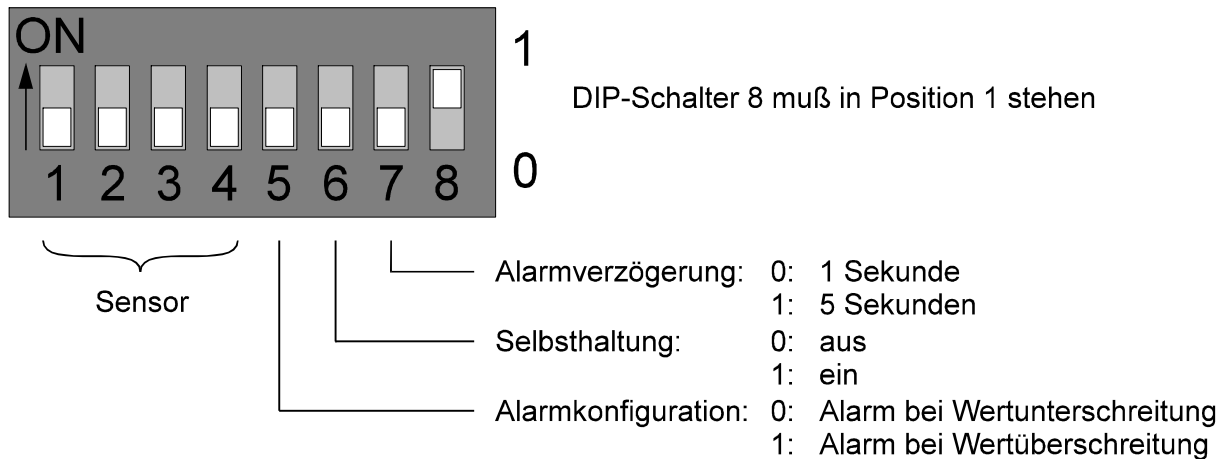 ON
1
DIP-Schalter 8 muß in Position 1 stehen
0
1 2 3 4 5 6 7 8
Sensor
Alarmverzögerung: 0: 1 Sekunde
1: 5 Sekunden
Selbsthaltung: 0: aus
1: ein
Alarmkonfiguration: 0: Alarm bei Wertunterschreitung
1: Alarm bei Wertüberschreitung